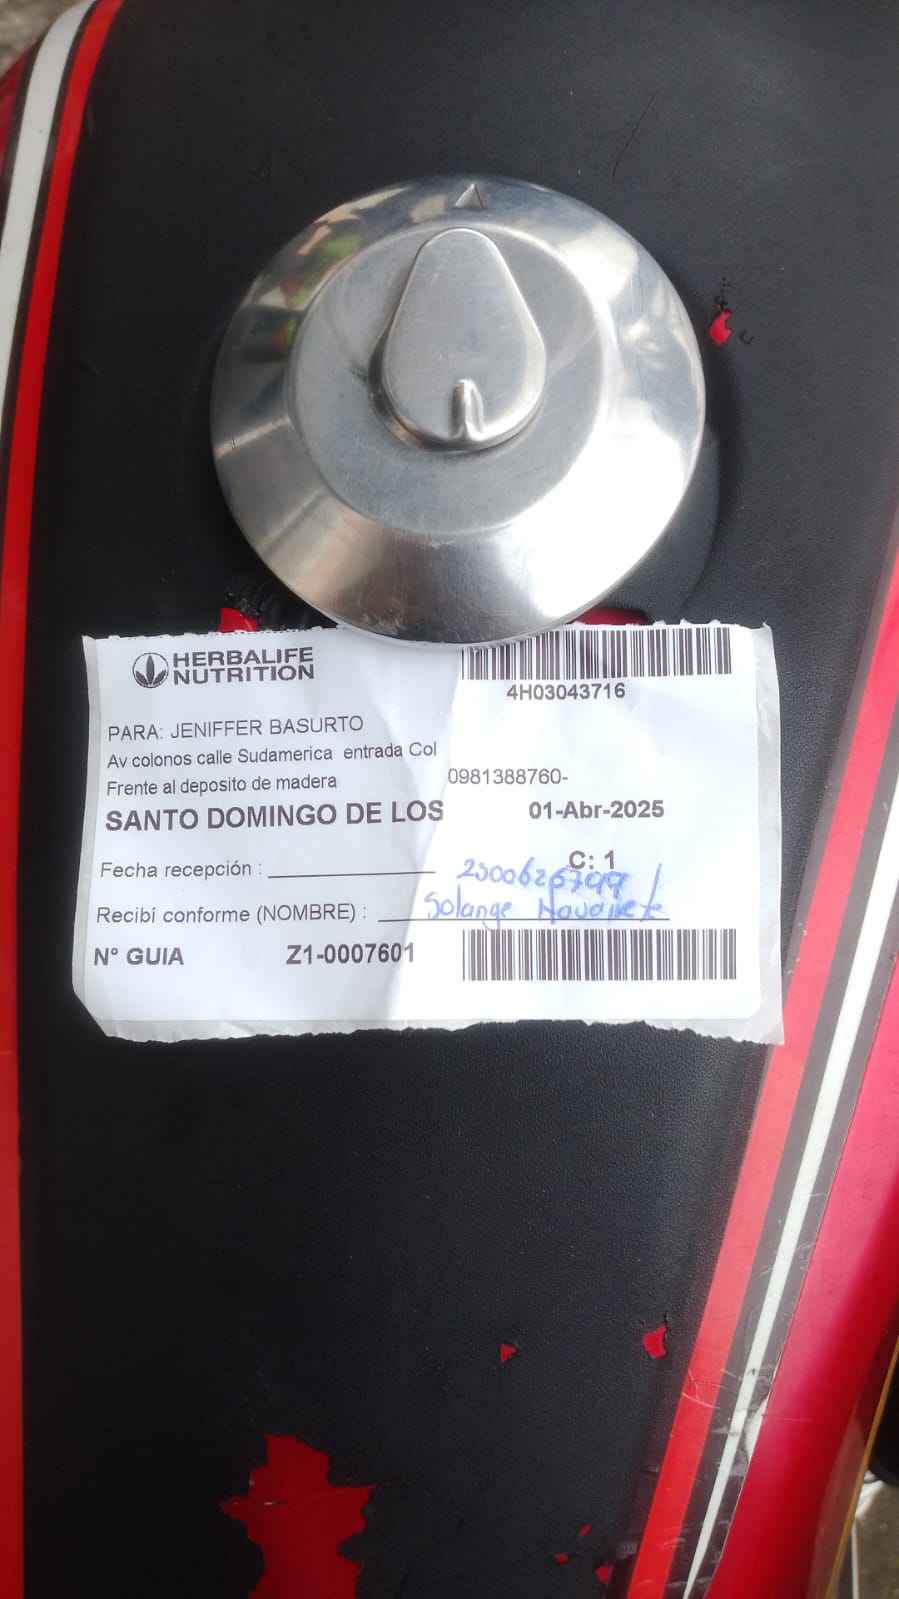 HERBALIFE
NUTRITION
4H03043716
PARA: JENIFFER BASURTO
Av colonos calle Sudamerica entrada Col
Frente al deposito de madera
0981388760-
SANTO DOMINGO DE LOS
01-Abr-2025
C: 1
Fecha recepción :
Recibí conforme (NOMBRE) : Solange
N° GUIA Z1-0007601